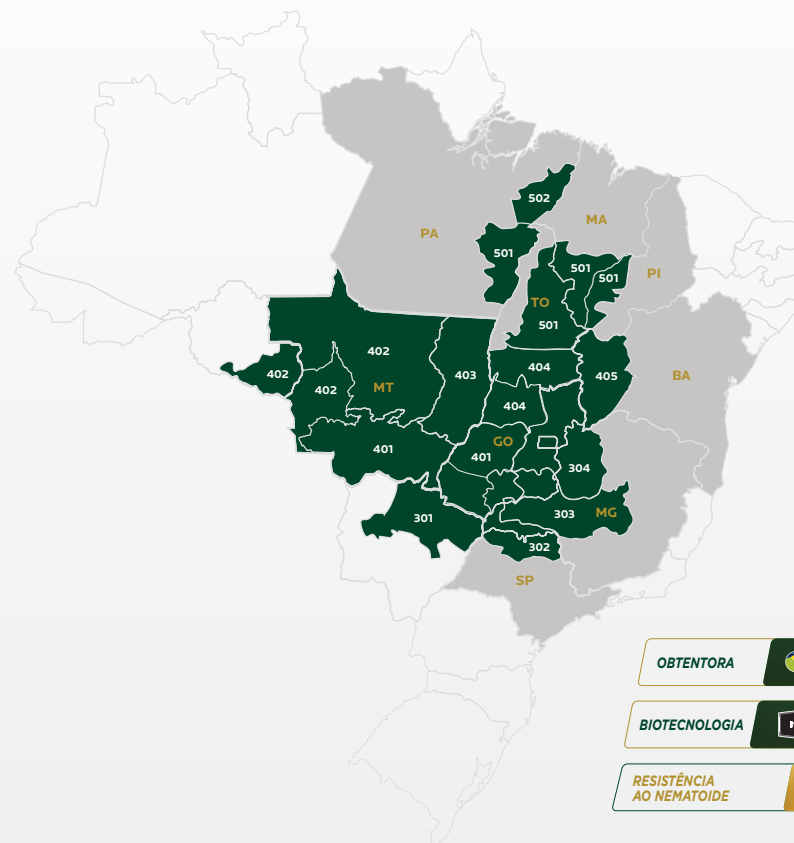 502
MA
PA
501
501
501
PI
TO
501
402
404
403
405
402
402
MT
BA
404
GO
401
401
304
301
303
MG
302
SP
OBTENTORA
BIOTECNOLOGIA
RESISTÊNCIA
AO NEMATOIDE